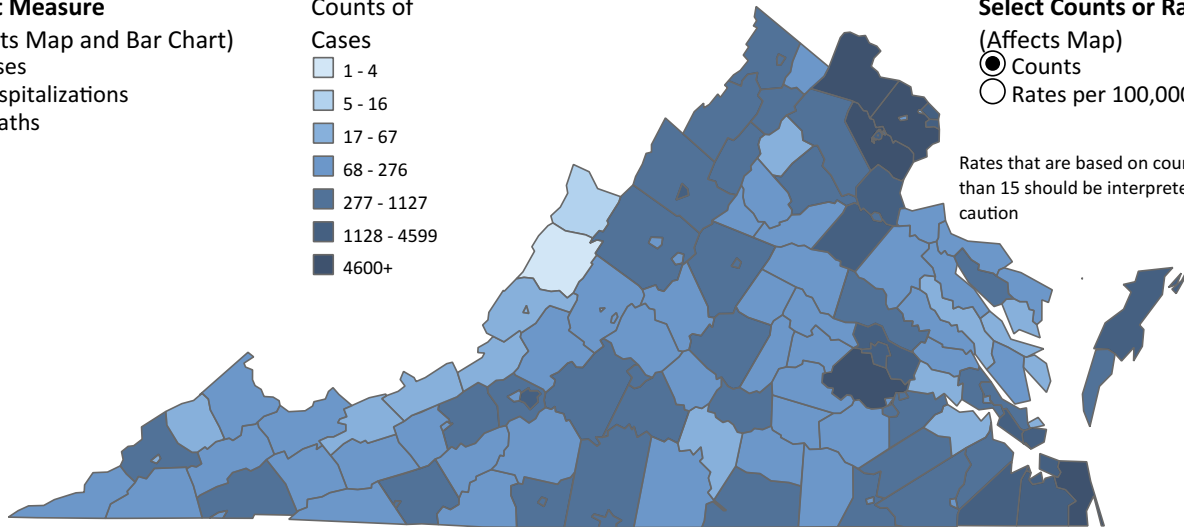 t Measure
ts Map and Bar Chart)
ses
spitalizations
aths
Counts of
Cases
1 - 4
5 - 16
17 - 67
68 - 276
277 - 1127
1128 - 4599
4600+
Select Counts or Ra
(Affects Map)
Counts
Rates per 100,000
Rates that are based on coun
than 15 should be interprete
caution